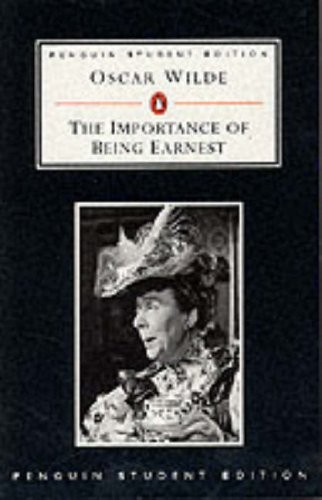 PENGUIN STUDENT EDITION
OSCAR WILDE
THE IMPORTANCE OF
BEING EARNEST
PENGUIN STUDENT EDITION